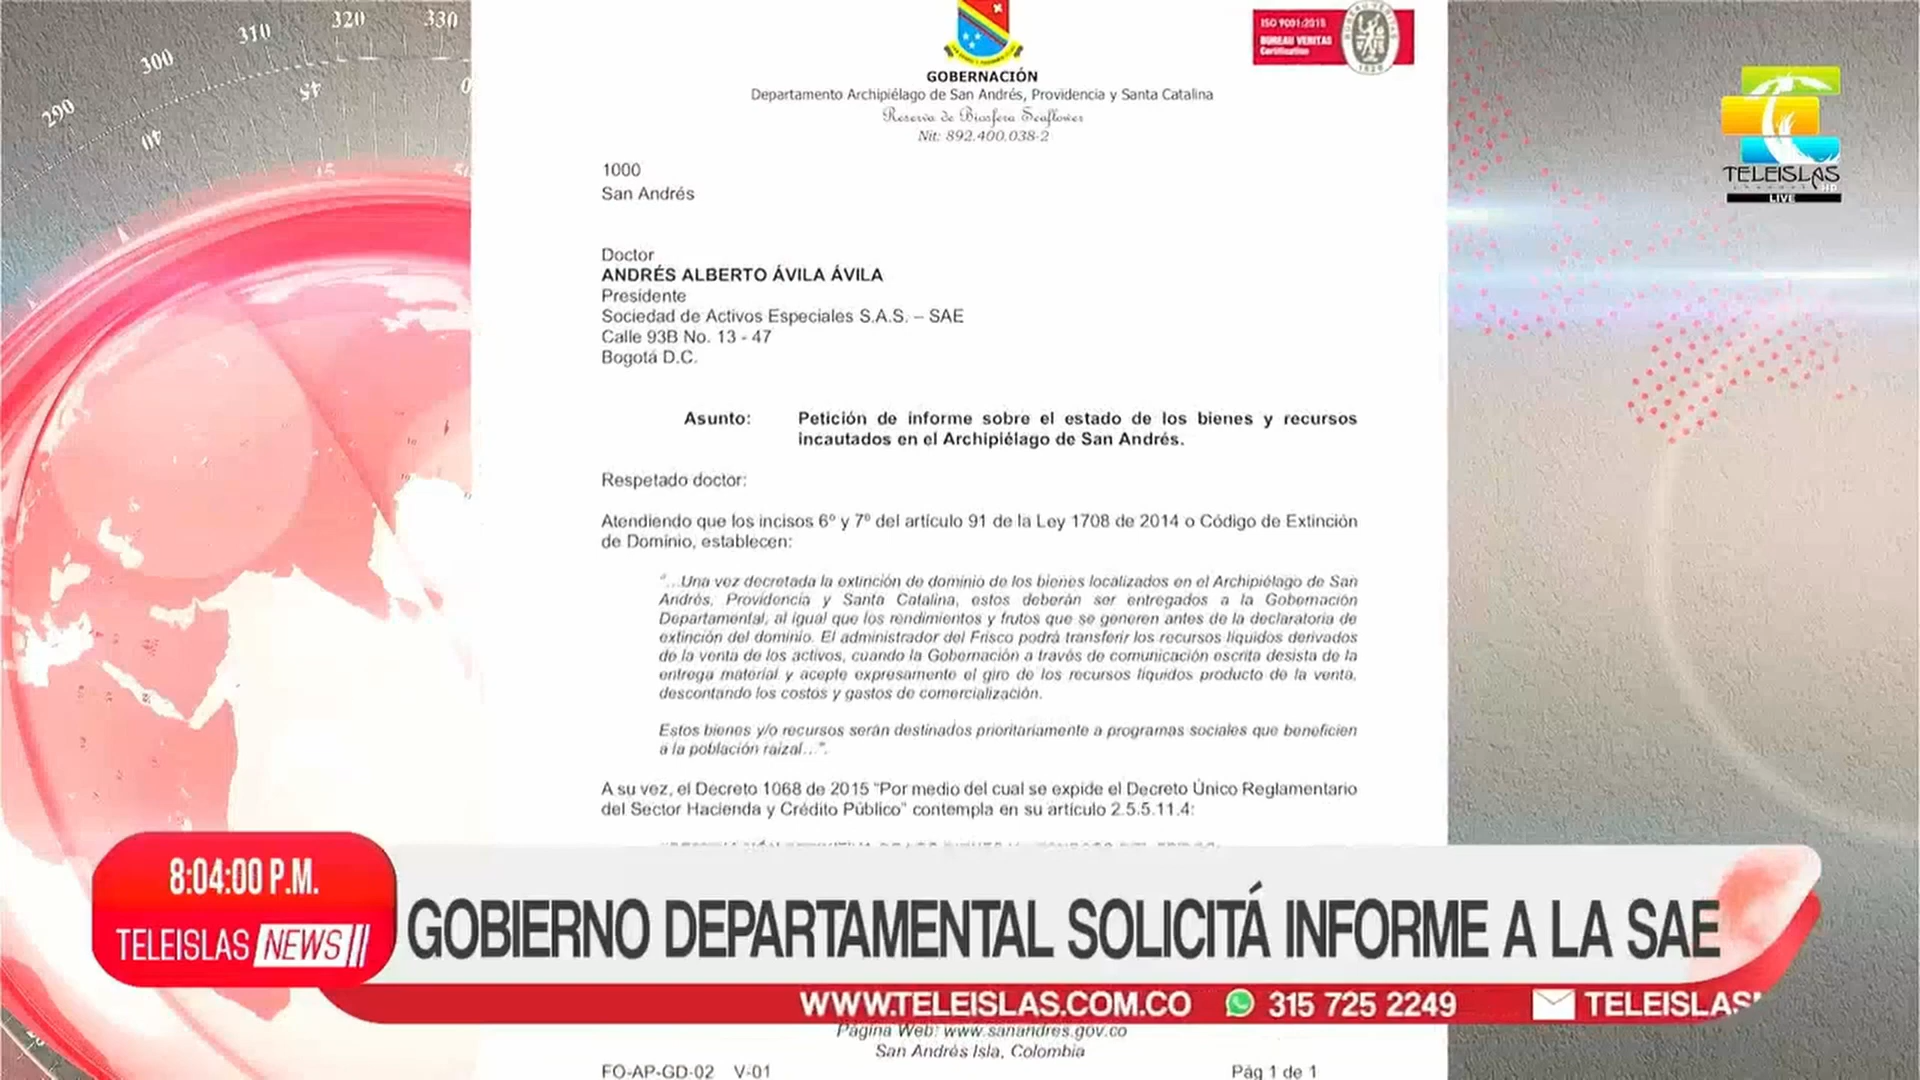 290
300
310
320
330
40
45
GOBERNACIÓN
Departamento Archipiélago de San Andrés, Providencia y Santa Catalina
Reserva de Biosfera Seaflower
Nit: 892.400.038-2
ISO 9001:2015
BUREAU VERITAS
Certification
TELEISLAS
channel HD
LIVE
1000
San Andrés
Doctor
ANDRÉS ALBERTO ÁVILA ÁVILA
Presidente
Sociedad de Activos Especiales S.A.S. – SAE
Calle 93B No. 13 - 47
Bogotá D.C.
Asunto: Petición de informe sobre el estado de los bienes y recursos
incautados en el Archipiélago de San Andrés.
Respetado doctor:
Atendiendo que los incisos 6º y 7º del artículo 91 de la Ley 1708 de 2014 o Código de Extinción
de Dominio, establecen:
"...Una vez decretada la extinción de dominio de los bienes localizados en el Archipiélago de San
Andrés, Providencia y Santa Catalina, estos deberán ser entregados a la Gobernación
Departamental, al igual que los rendimientos y frutos que se generen antes de la declaratoria de
extinción del dominio. El administrador del Frisco podrá transferir los recursos líquidos derivados
de la venta de los activos, cuando la Gobernación a través de comunicación escrita desista de la
entrega material y acepte expresamente el giro de los recursos líquidos producto de la venta,
descontando los costos y gastos de comercialización.
Estos bienes y/o recursos serán destinados prioritariamente a programas sociales que beneficien
a la población raizal...".
A su vez, el Decreto 1068 de 2015 "Por medio del cual se expide el Decreto Único Reglamentario
del Sector Hacienda y Crédito Público" contempla en su artículo 2.5.5.11.4:
8:04:00 P.M.
TELEISLAS NEWS
GOBIERNO DEPARTAMENTAL SOLICITÁ INFORME A LA SAE
WWW.TELEISLAS.COM.CO 315 725 2249 TELEISLAS
Página Web: www.sanandres.gov.co
San Andrés Isla, Colombia
FO-AP-GD-02 V-01 Pág 1 de 1